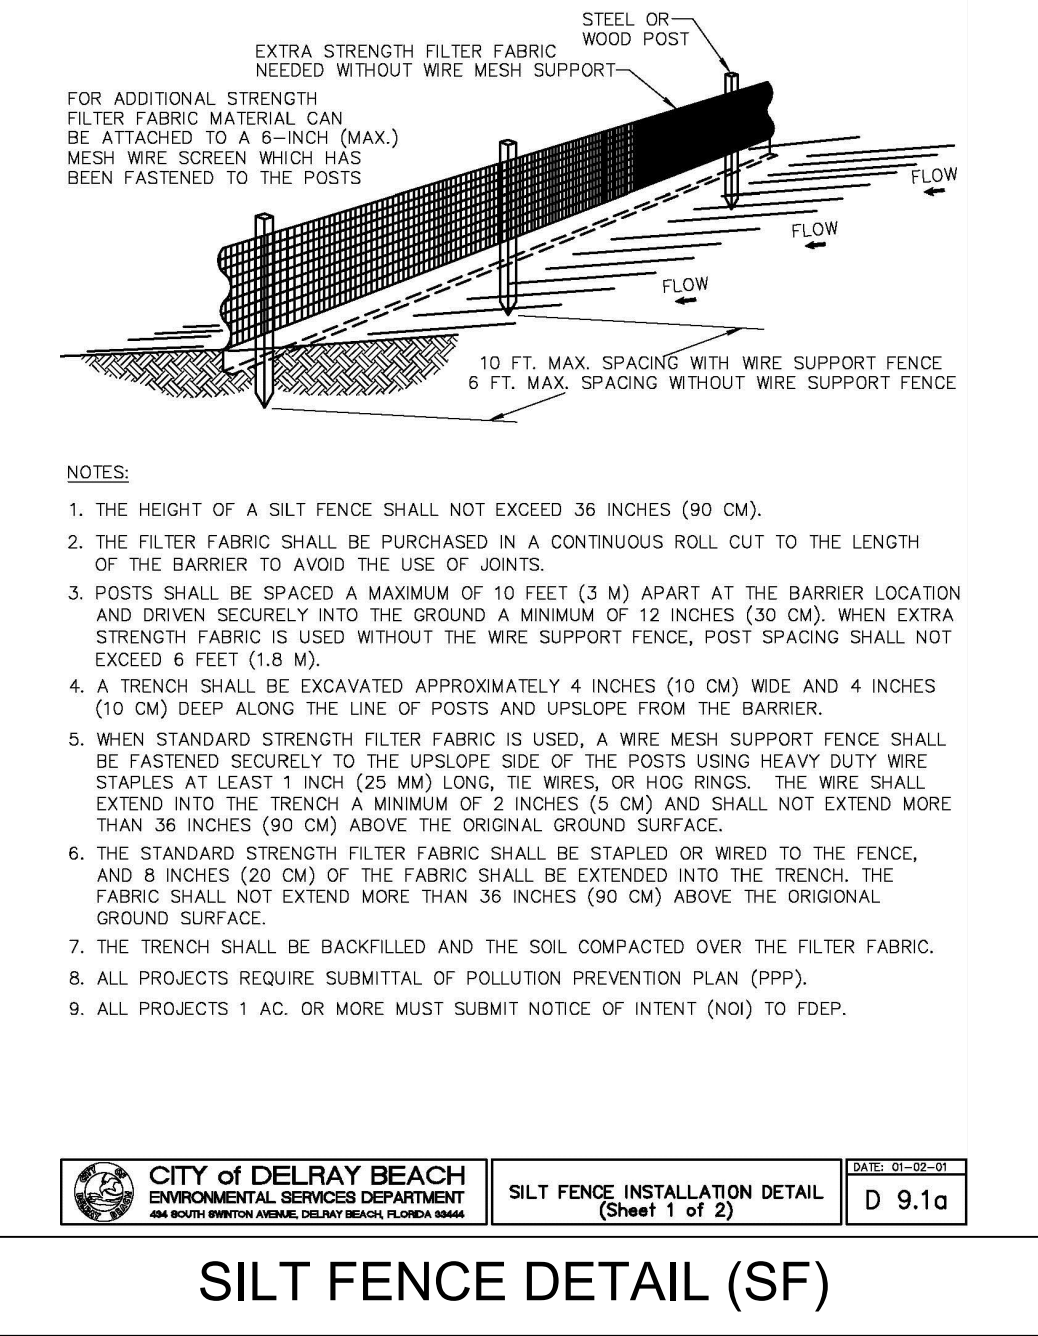 STEEL OR
WOOD POST
EXTRA STRENGTH FILTER FABRIC
NEEDED WITHOUT WIRE MESH SUPPORT
FOR ADDITIONAL STRENGTH
FILTER FABRIC MATERIAL CAN
BE ATTACHED TO A 6-INCH (MAX.)
MESH WIRE SCREEN WHICH HAS
BEEN FASTENED TO THE POSTS
FLOW
FLOW
FLOW
10 FT. MAX. SPACING WITH WIRE SUPPORT FENCE
6 FT. MAX. SPACING WITHOUT WIRE SUPPORT FENCE
NOTES:
1. THE HEIGHT OF A SILT FENCE SHALL NOT EXCEED 36 INCHES (90 CM).
2. THE FILTER FABRIC SHALL BE PURCHASED IN A CONTINUOUS ROLL CUT TO THE LENGTH
OF THE BARRIER TO AVOID THE USE OF JOINTS.
3. POSTS SHALL BE SPACED A MAXIMUM OF 10 FEET (3 M) APART AT THE BARRIER LOCATION
AND DRIVEN SECURELY INTO THE GROUND A MINIMUM OF 12 INCHES (30 CM). WHEN EXTRA
STRENGTH FABRIC IS USED WITHOUT THE WIRE SUPPORT FENCE, POST SPACING SHALL NOT
EXCEED 6 FEET (1.8 M).
4. A TRENCH SHALL BE EXCAVATED APPROXIMATELY 4 INCHES (10 CM) WIDE AND 4 INCHES
(10 CM) DEEP ALONG THE LINE OF POSTS AND UPSLOPE FROM THE BARRIER.
5. WHEN STANDARD STRENGTH FILTER FABRIC IS USED, A WIRE MESH SUPPORT FENCE SHALL
BE FASTENED SECURELY TO THE UPSLOPE SIDE OF THE POSTS USING HEAVY DUTY WIRE
STAPLES AT LEAST 1 INCH (25 MM) LONG, TIE WIRES, OR HOG RINGS. THE WIRE SHALL
EXTEND INTO THE TRENCH A MINIMUM OF 2 INCHES (5 CM) AND SHALL NOT EXTEND MORE
THAN 36 INCHES (90 CM) ABOVE THE ORIGINAL GROUND SURFACE.
6. THE STANDARD STRENGTH FILTER FABRIC SHALL BE STAPLED OR WIRED TO THE FENCE,
AND 8 INCHES (20 CM) OF THE FABRIC SHALL BE EXTENDED INTO THE TRENCH. THE
FABRIC SHALL NOT EXTEND MORE THAN 36 INCHES (90 CM) ABOVE THE ORIGIONAL
GROUND SURFACE.
7. THE TRENCH SHALL BE BACKFILLED AND THE SOIL COMPACTED OVER THE FILTER FABRIC.
8. ALL PROJECTS REQUIRE SUBMITTAL OF POLLUTION PREVENTION PLAN (PPP).
9. ALL PROJECTS 1 AC. OR MORE MUST SUBMIT NOTICE OF INTENT (NOI) TO FDEP.
CITY OF
DELRAY BEACH
CITY of DELRAY BEACH
ENVIRONMENTAL SERVICES DEPARTMENT
434 SOUTH SWINTON AVENUE, DELRAY BEACH, FLORIDA 33444
SILT FENCE INSTALLATION DETAIL
(Sheet 1 of 2)
DATE: 01-02-01
D 9.1a
SILT FENCE DETAIL (SF)